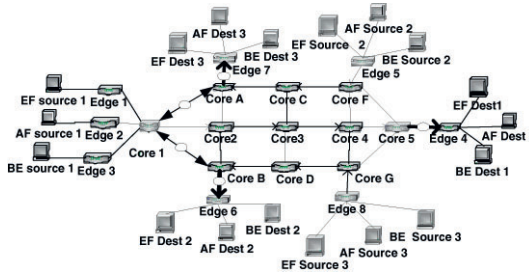 AF Source 2
AF Dest 3
EF Source 2
EF Dest 3
BE Dest 3
BE Source 2
Edge 7
Edge 5
EF source 1
Edge 1
Core A
Core C
Core F
EF Dest1
AF source 1
Edge 2
Core 1
Core2
Core3
Core 4
Core 5
Edge 4
AF Dest
BE source 1
Edge 3
Core B
Core D
Core G
BE Dest 1
Edge 6
Edge 8
EF Dest 2
AF Dest 2
BE Dest 2
EF Source 3
AF Source 3
BE Source 3